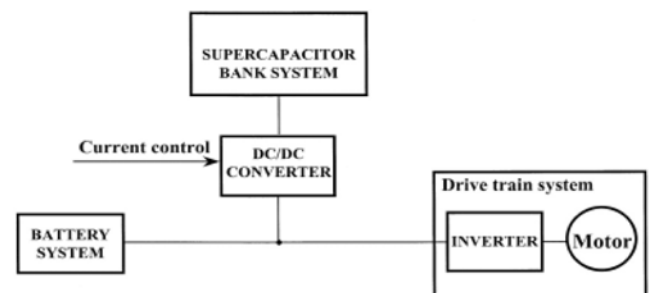 SUPERCAPACITOR
BANK SYSTEM
Current control
DC/DC
CONVERTER
Drive train system
BATTERY
SYSTEM
INVERTER
Motor